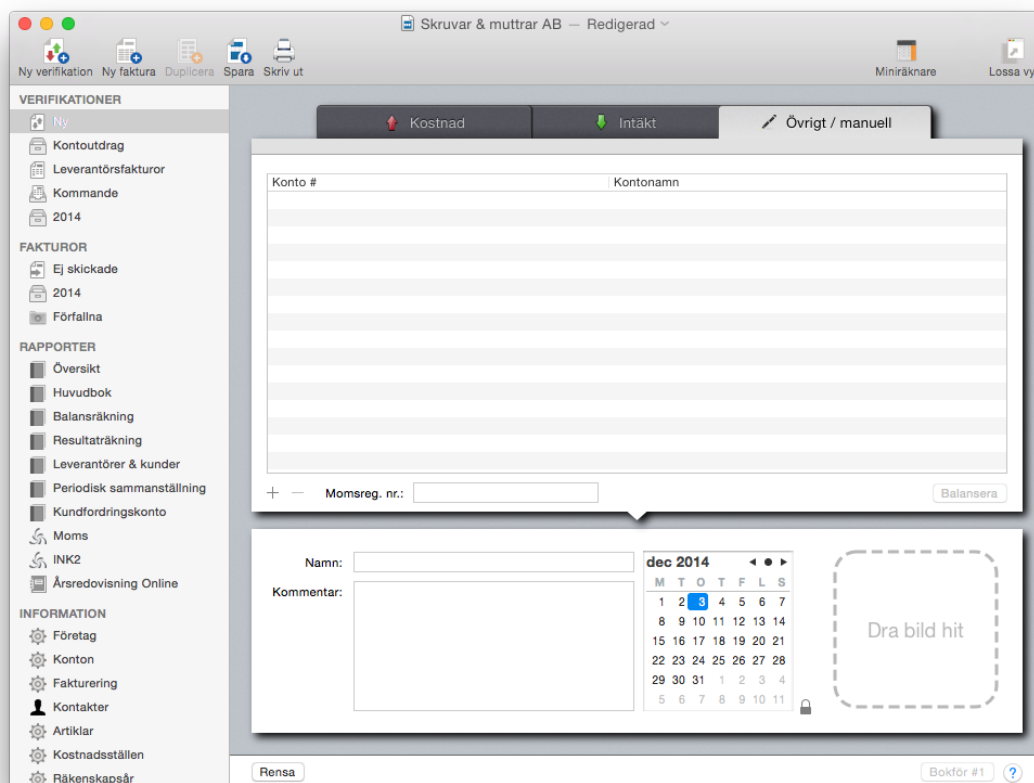 Skruvar & muttrar AB — Redigerad
Ny verifikation Ny faktura Duplicera Spara Skriv ut Miniräknare Lossa vy
VERIFIKATIONER
Ny
Kontoutdrag
Leverantörsfakturor
Kommande
2014
FAKTUROR
Ej skickade
2014
Förfallna
RAPPORTER
Översikt
Huvudbok
Balansräkning
Resultaträkning
Leverantörer & kunder
Periodisk sammanställning
Kundfordringskonto
Moms
INK2
Årsredovisning Online
INFORMATION
Företag
Konton
Fakturering
Kontakter
Artiklar
Kostnadsställen
Räkenskapsår
Kostnad Intäkt Övrigt / manuell
Konto # Kontonamn
Momsreg. nr.: Balansera
Namn:
Kommentar:
dec 2014
M T O T F L S
1 2 3 4 5 6 7
8 9 10 11 12 13 14
15 16 17 18 19 20 21
22 23 24 25 26 27 28
29 30 31 1 2 3 4
5 6 7 8 9 10 11
Dra bild hit
Rensa Bokför #1 ?